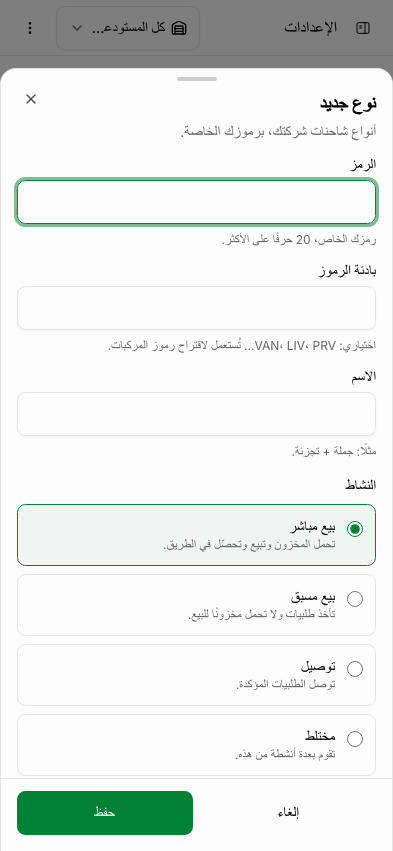 الإعدادات
كل المستودعـ...
نوع جديد
أنواع شاحنات شركتك، برموزك الخاصة.
الرمز
رمزك الخاص، 20 حرفًا على الأكثر.
بادئة الرموز
اختياري: VAN، LIV، PRV... تُستعمل لاقتراح رموز المركبات.
الاسم
مثلًا: جملة + تجزئة.
النشاط
بيع مباشر
تحمل المخزون وتبيع وتحصّل في الطريق.
بيع مسبق
تأخذ طلبيات ولا تحمل مخزونًا للبيع.
توصيل
توصل الطلبيات المؤكدة.
مختلط
تقوم بعدة أنشطة من هذه.
إلغاء
حفظ